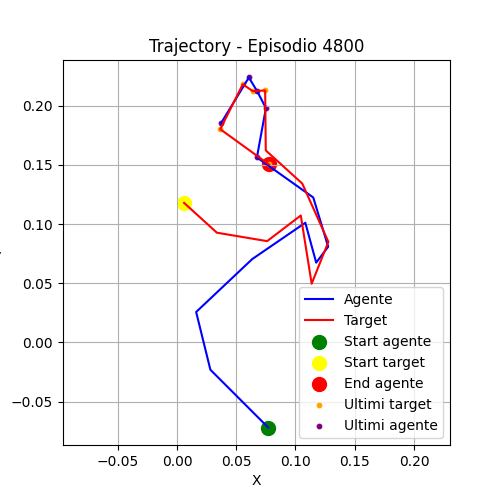 Trajectory - Episodio 4800
0.20
0.15
0.10
0.05
0.00
−0.05
−0.05
0.00
0.05
0.10
0.15
0.20
X
Agente
Target
Start agente
Start target
End agente
Ultimi target
Ultimi agente